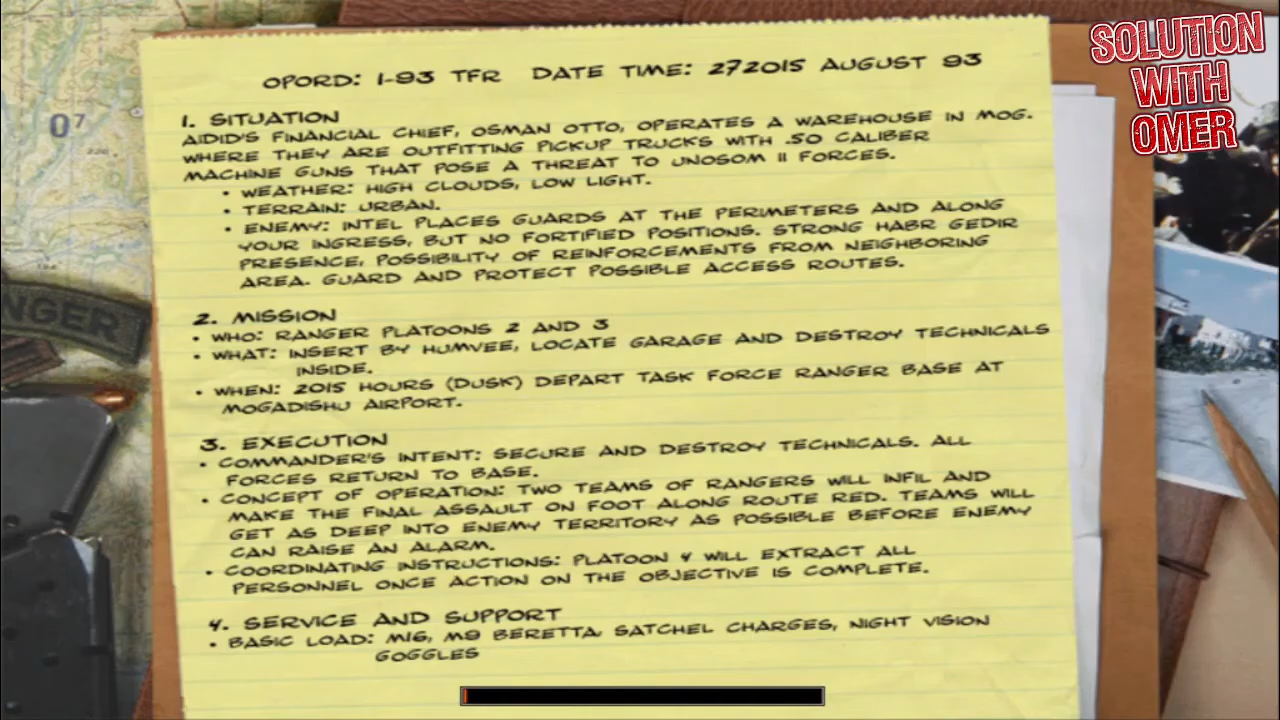 SOLUTION
WITH
OMER
OPORD: 1-93 TFR DATE TIME: 272015 AUGUST 93
1. SITUATION
AIDID'S FINANCIAL CHIEF, OSMAN OTTO, OPERATES A WAREHOUSE IN MOG.
WHERE THEY ARE OUTFITTING PICKUP TRUCKS WITH .50 CALIBER
MACHINE GUNS THAT POSE A THREAT TO UNOSOM II FORCES.
• WEATHER: HIGH CLOUDS, LOW LIGHT.
• TERRAIN: URBAN.
• ENEMY: INTEL PLACES GUARDS AT THE PERIMETERS AND ALONG
YOUR INGRESS, BUT NO FORTIFIED POSITIONS. STRONG HABR GEDIR
PRESENCE, POSSIBILITY OF REINFORCEMENTS FROM NEIGHBORING
AREA. GUARD AND PROTECT POSSIBLE ACCESS ROUTES.
2. MISSION
• WHO: RANGER PLATOONS 2 AND 3
• WHAT: INSERT BY HUMVEE, LOCATE GARAGE AND DESTROY TECHNICALS
INSIDE.
• WHEN: 2015 HOURS (DUSK) DEPART TASK FORCE RANGER BASE AT
MOGADISHU AIRPORT.
3. EXECUTION
• COMMANDER'S INTENT: SECURE AND DESTROY TECHNICALS. ALL
FORCES RETURN TO BASE.
• CONCEPT OF OPERATION: TWO TEAMS OF RANGERS WILL INFIL AND
MAKE THE FINAL ASSAULT ON FOOT ALONG ROUTE RED. TEAMS WILL
GET AS DEEP INTO ENEMY TERRITORY AS POSSIBLE BEFORE ENEMY
CAN RAISE AN ALARM.
• COORDINATING INSTRUCTIONS: PLATOON 4 WILL EXTRACT ALL
PERSONNEL ONCE ACTION ON THE OBJECTIVE IS COMPLETE.
4. SERVICE AND SUPPORT
• BASIC LOAD: M16, M9 BERETTA, SATCHEL CHARGES, NIGHT VISION
GOGGLES
07
NGER